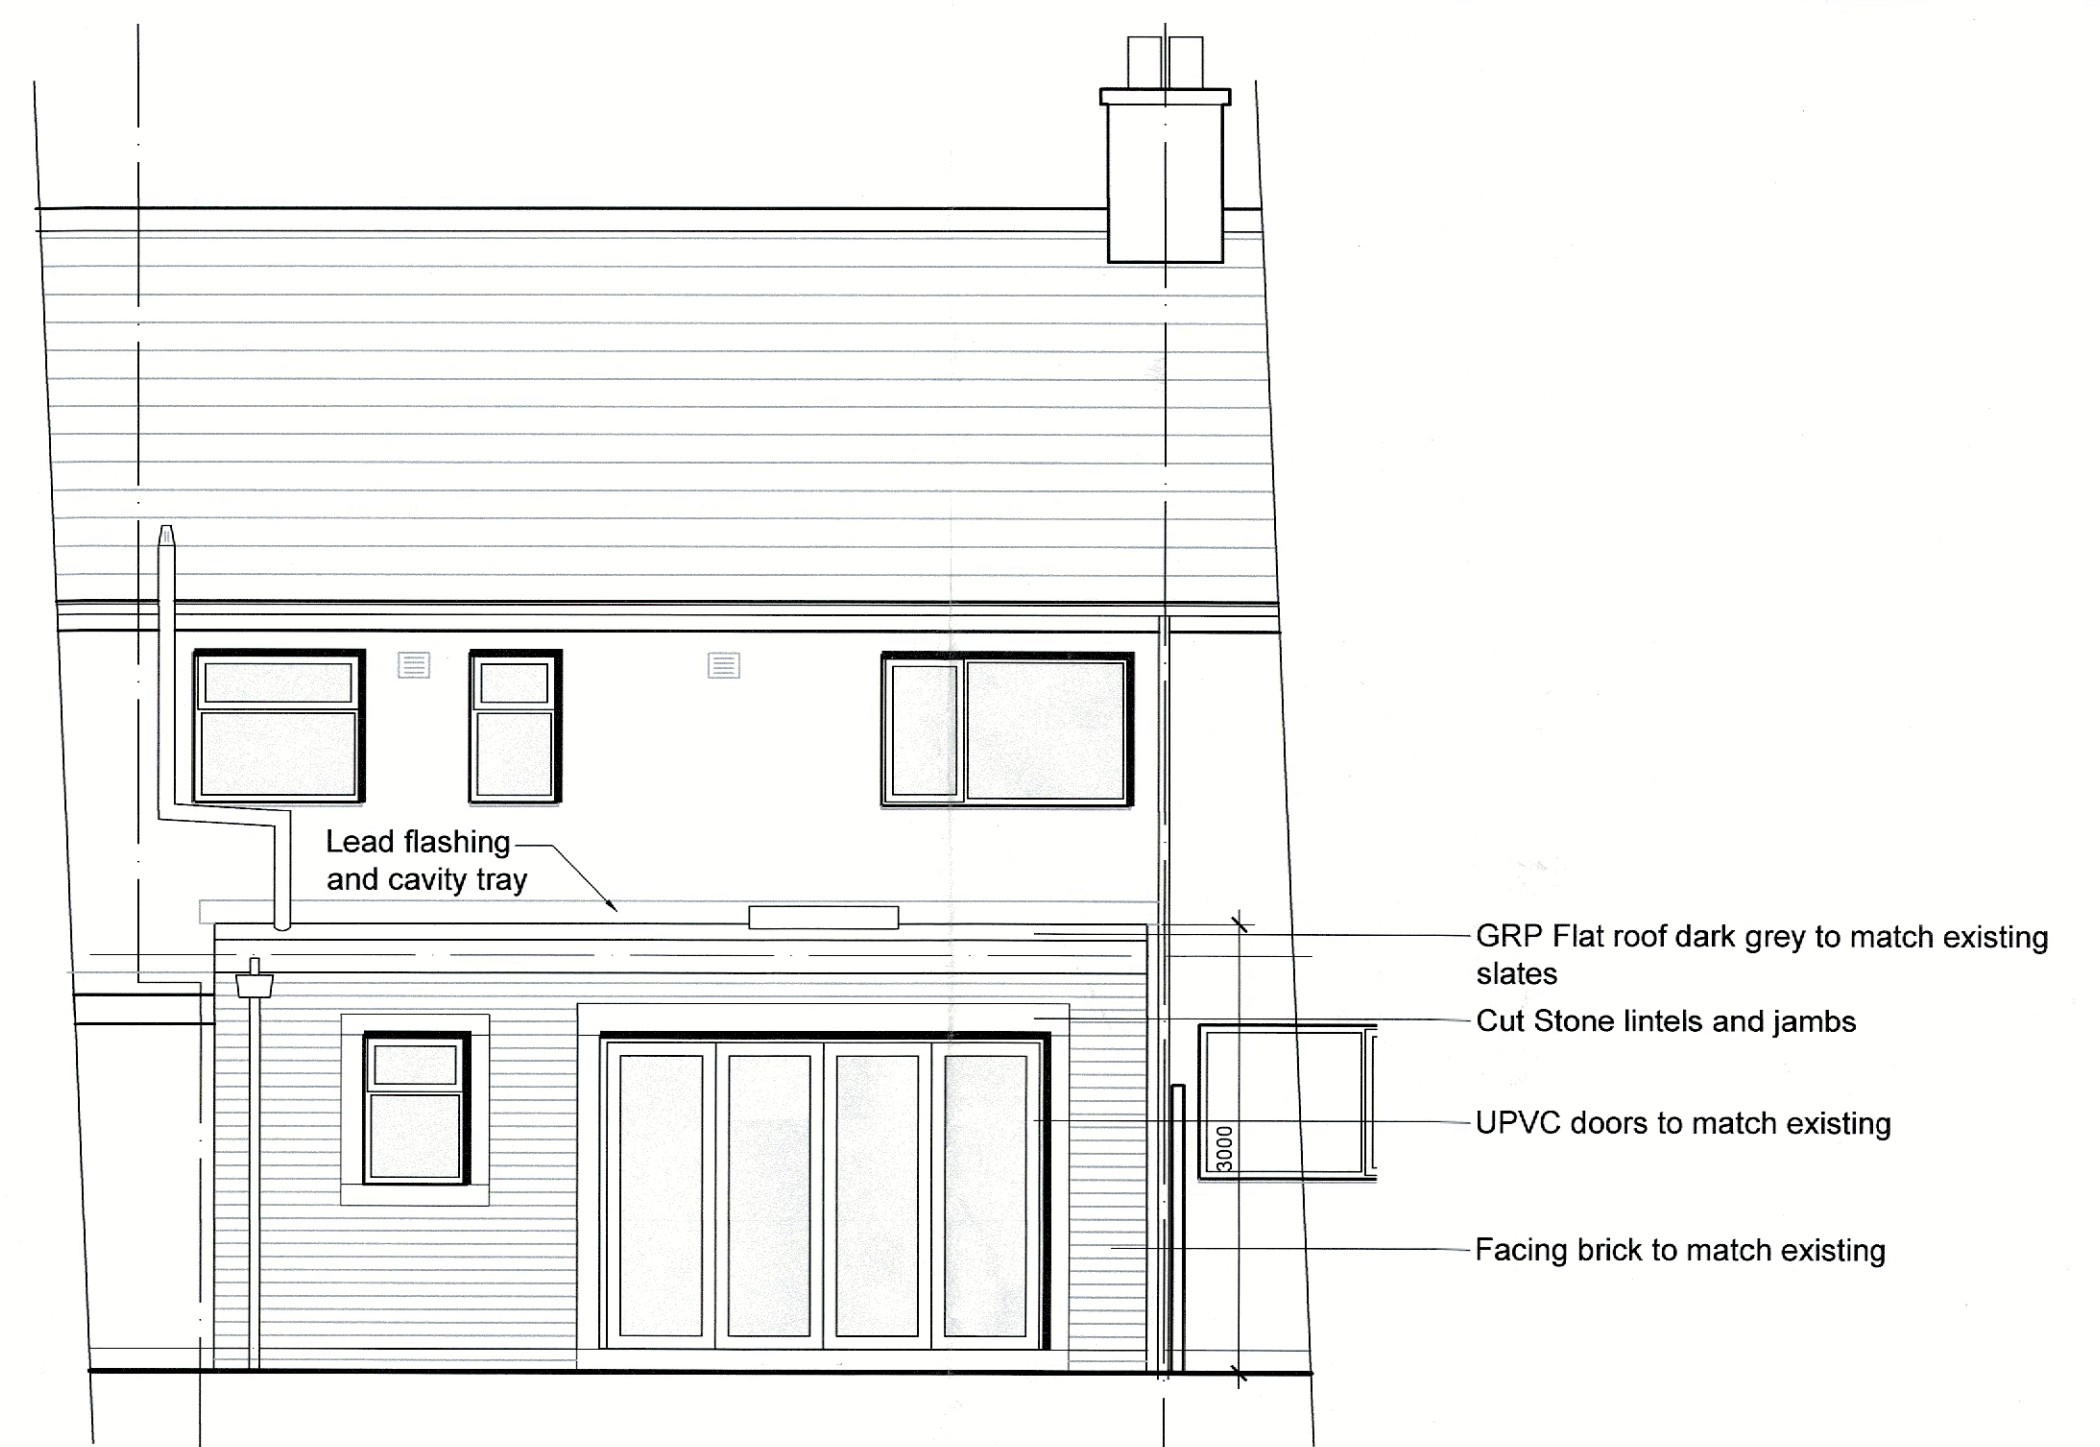 Lead flashing
and cavity tray
GRP Flat roof dark grey to match existing
slates
Cut Stone lintels and jambs
UPVC doors to match existing
3000
Facing brick to match existing